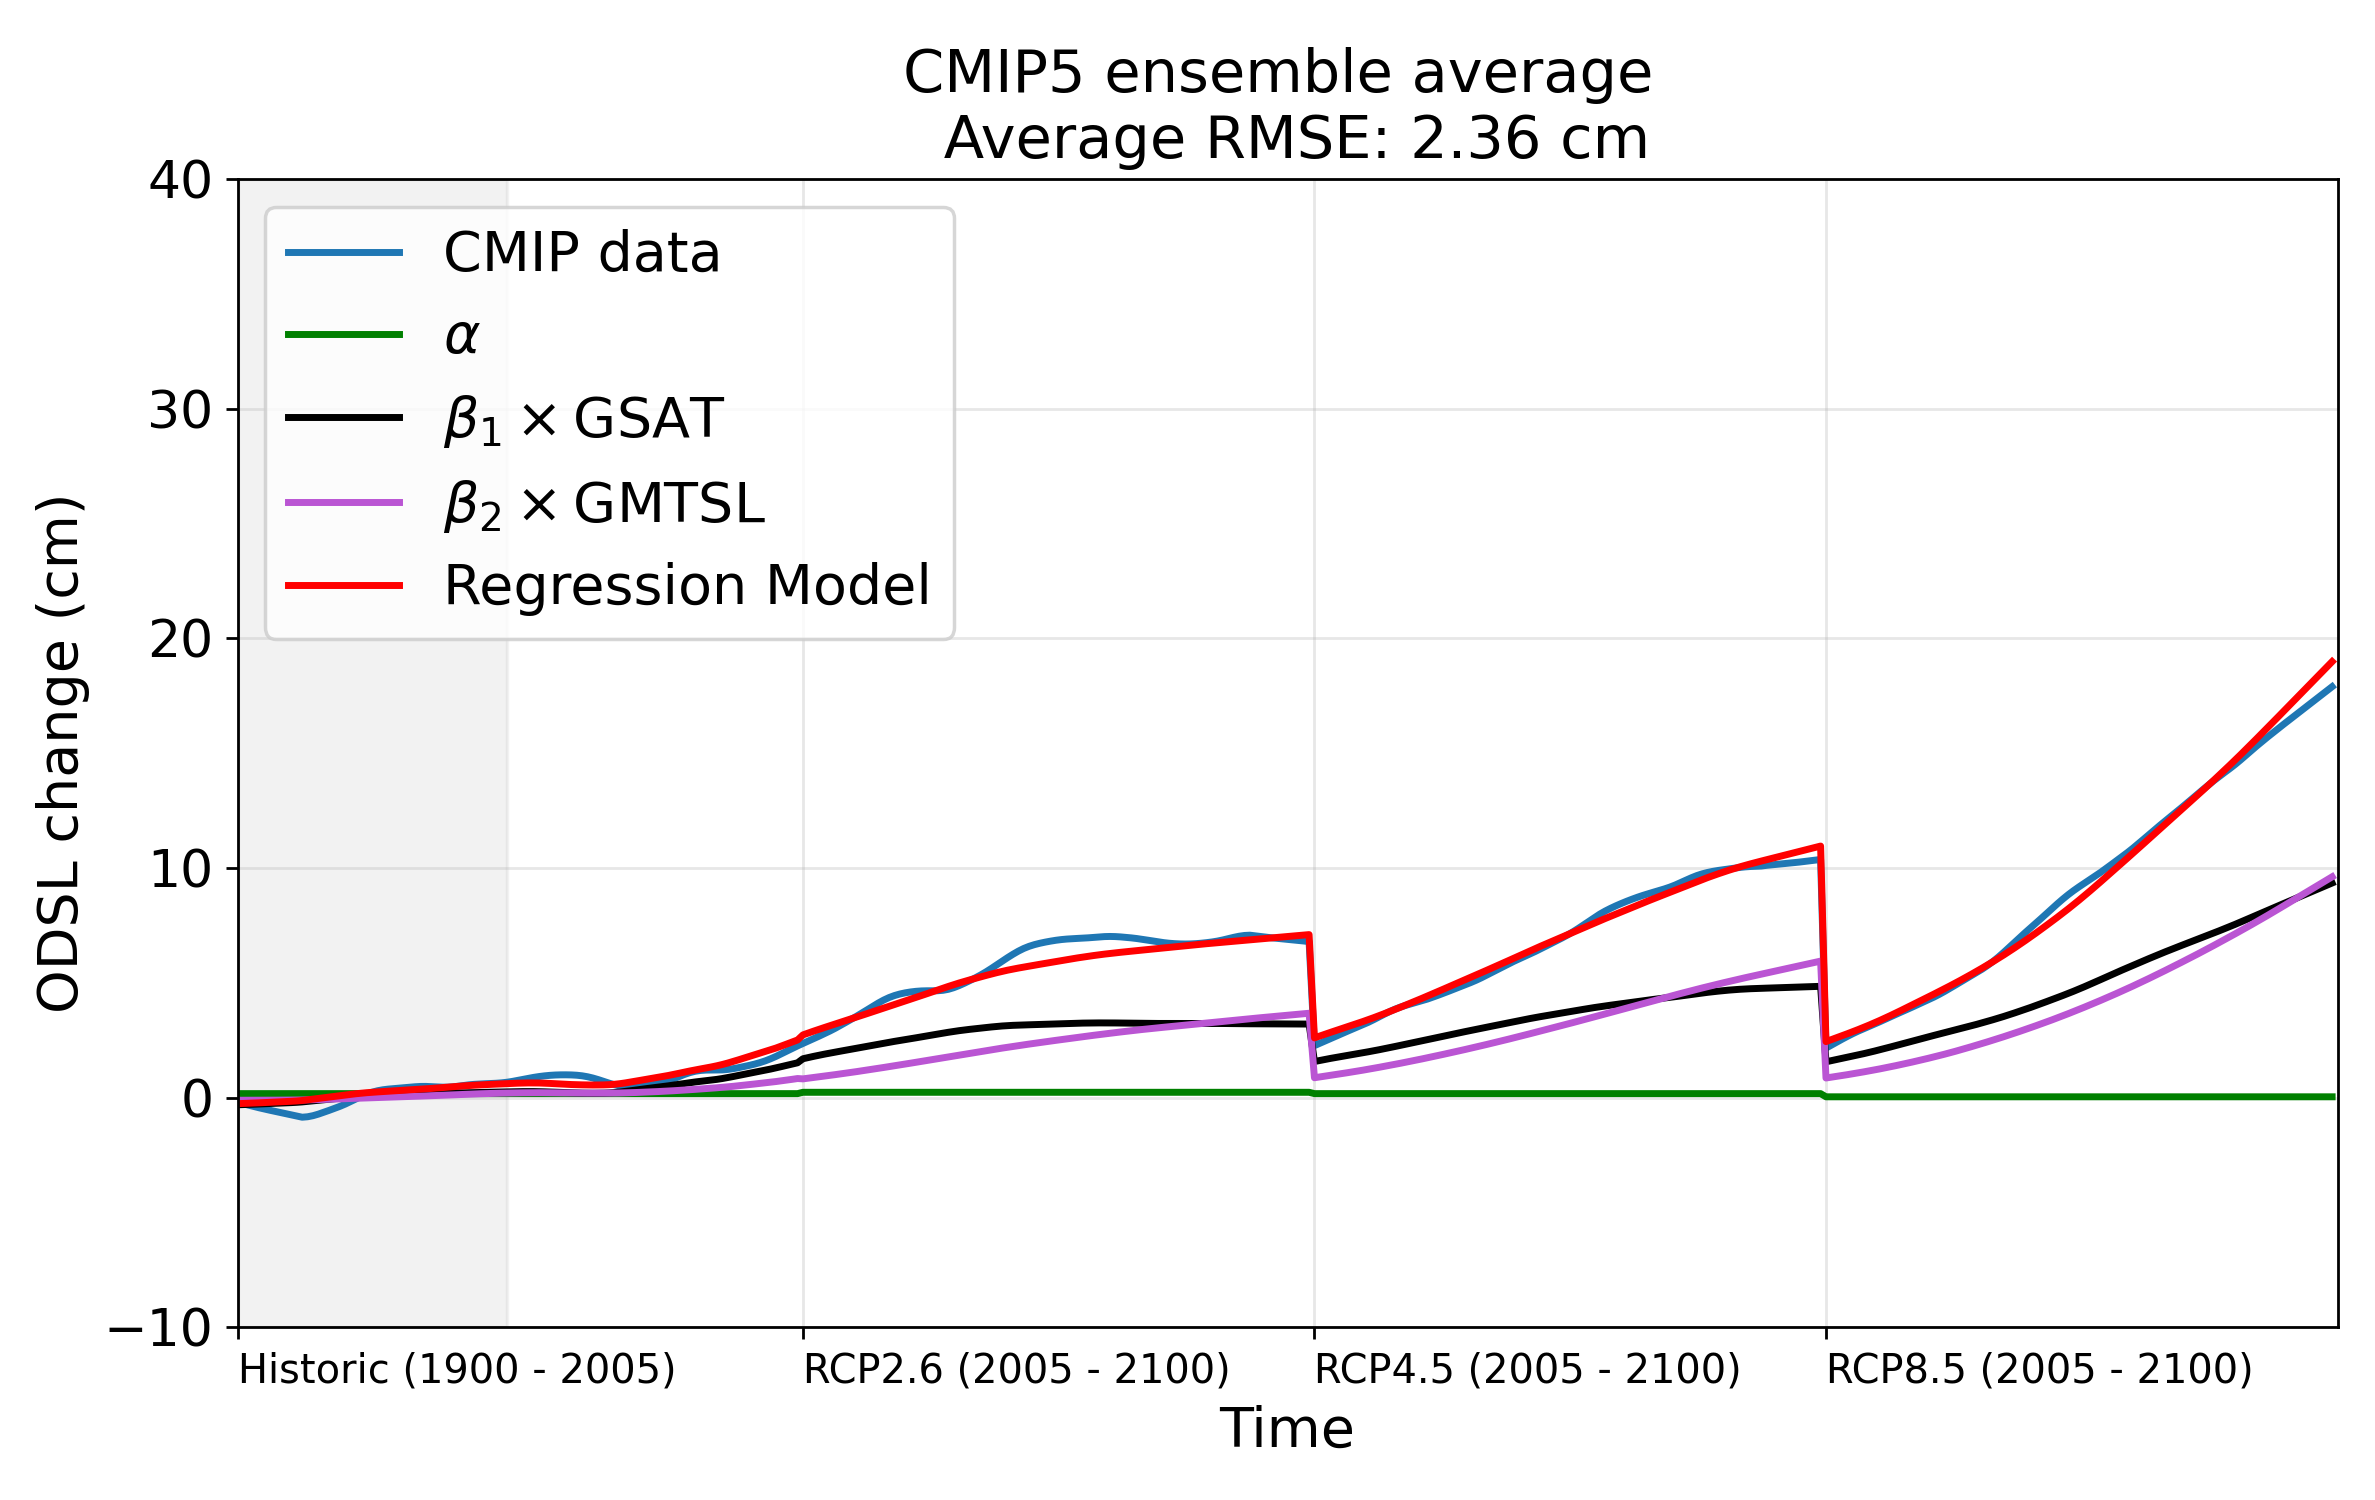 CMIP5 ensemble average
Average RMSE: 2.36 cm
40
30
20
10
0
−10
ODSL change (cm)
CMIP data
α
β₁ × GSAT
β₂ × GMTSL
Regression Model
Historic (1900 - 2005)
RCP2.6 (2005 - 2100)
RCP4.5 (2005 - 2100)
RCP8.5 (2005 - 2100)
Time